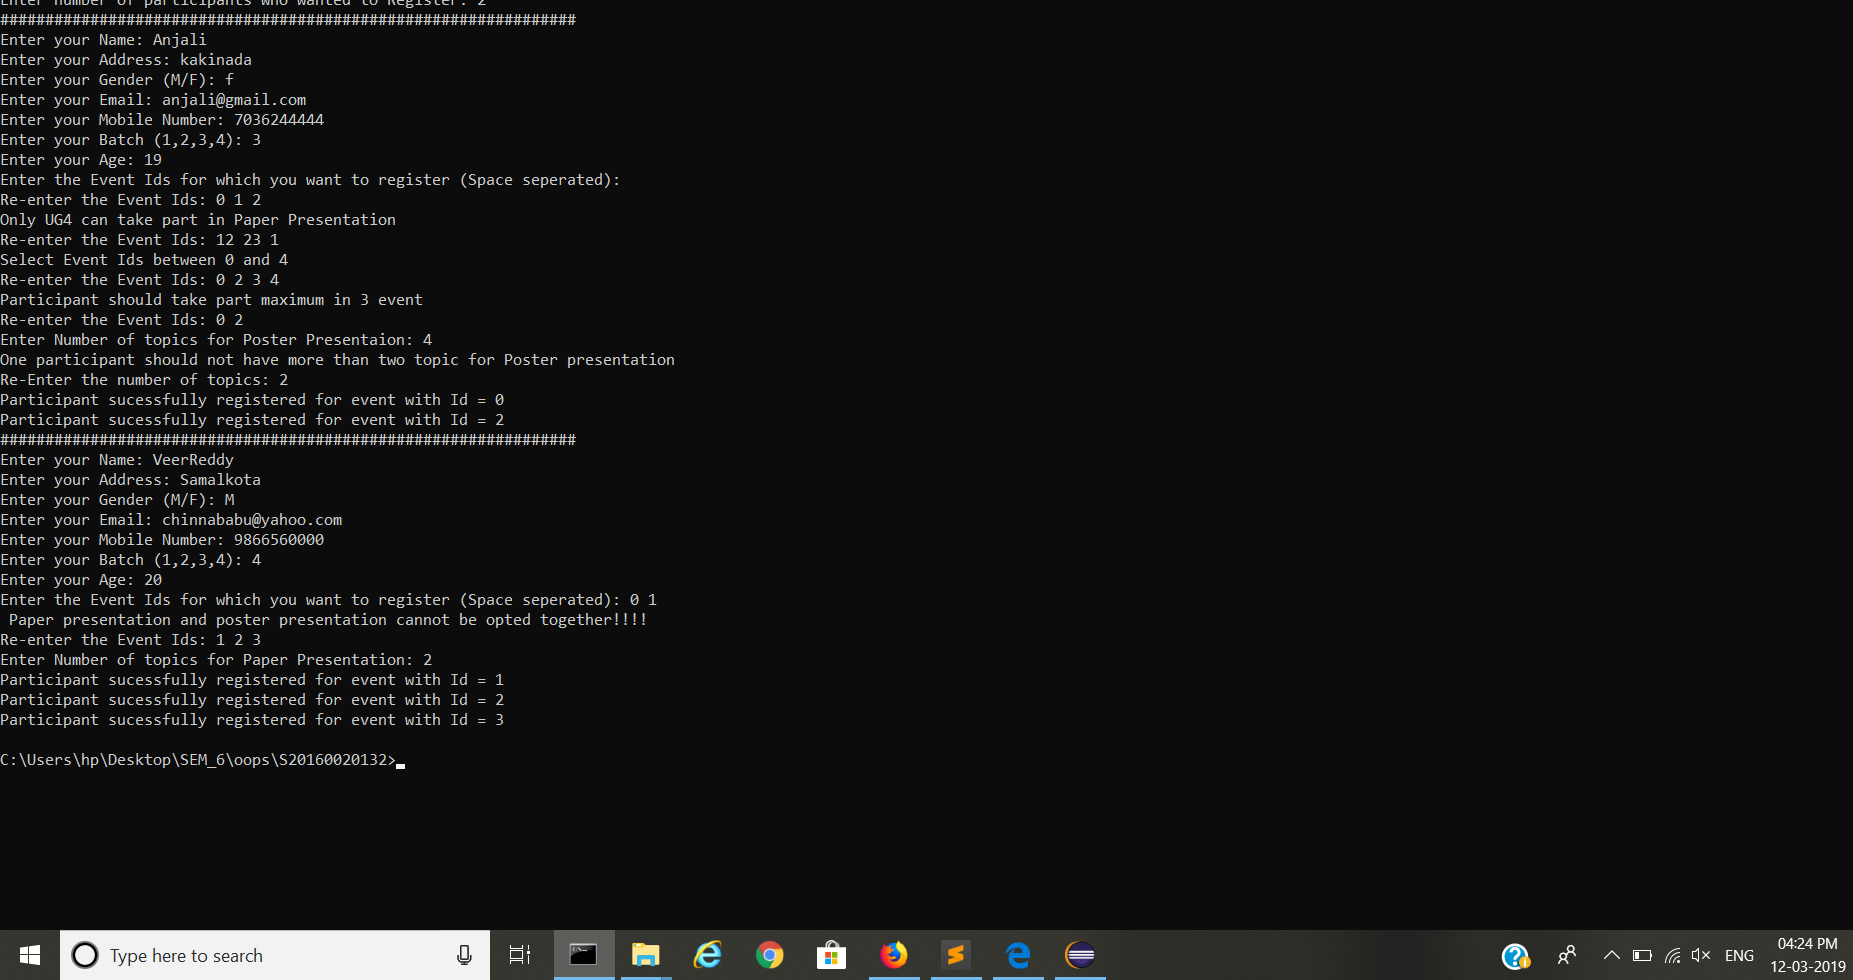 Enter number of participants who wanted to Register: 2
################################################################
Enter your Name: Anjali
Enter your Address: kakinada
Enter your Gender (M/F): f
Enter your Email: anjali@gmail.com
Enter your Mobile Number: 7036244444
Enter your Batch (1,2,3,4): 3
Enter your Age: 19
Enter the Event Ids for which you want to register (Space seperated):
Re-enter the Event Ids: 0 1 2
Only UG4 can take part in Paper Presentation
Re-enter the Event Ids: 12 23 1
Select Event Ids between 0 and 4
Re-enter the Event Ids: 0 2 3 4
Participant should take part maximum in 3 event
Re-enter the Event Ids: 0 2
Enter Number of topics for Poster Presentaion: 4
One participant should not have more than two topic for Poster presentation
Re-Enter the number of topics: 2
Participant sucessfully registered for event with Id = 0
Participant sucessfully registered for event with Id = 2
################################################################
Enter your Name: VeerReddy
Enter your Address: Samalkota
Enter your Gender (M/F): M
Enter your Email: chinnababu@yahoo.com
Enter your Mobile Number: 9866560000
Enter your Batch (1,2,3,4): 4
Enter your Age: 20
Enter the Event Ids for which you want to register (Space seperated): 0 1
 Paper presentation and poster presentation cannot be opted together!!!!
Re-enter the Event Ids: 1 2 3
Enter Number of topics for Paper Presentation: 2
Participant sucessfully registered for event with Id = 1
Participant sucessfully registered for event with Id = 2
Participant sucessfully registered for event with Id = 3
C:\Users\hp\Desktop\SEM_6\oops\S20160020132>
Type here to search
ENG
04:24 PM
12-03-2019